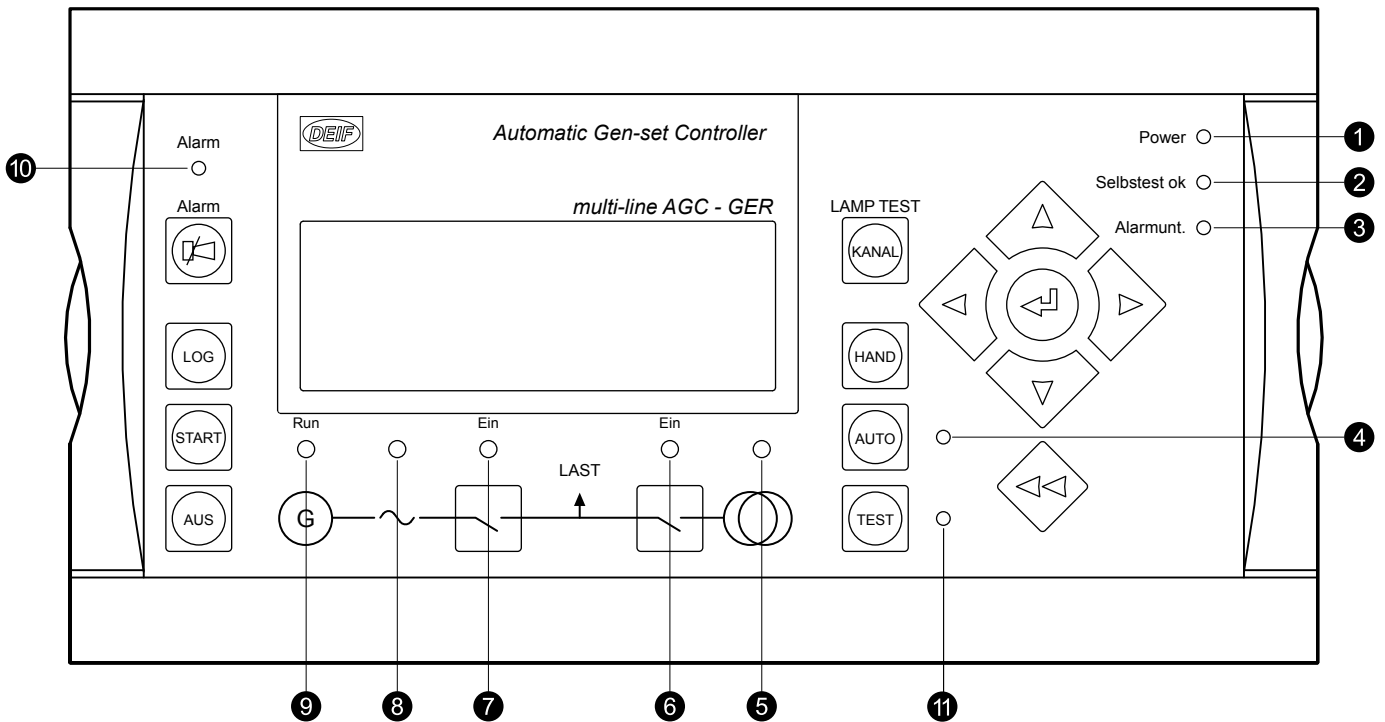 Alarm
10
Alarm
LOG
START
AUS
DEIF
Automatic Gen-set Controller
multi-line AGC - GER
Run
Ein
Ein
LAST
G
LAMP TEST
KANAL
HAND
AUTO
TEST
Power
1
Selbstest ok
2
Alarmunt.
3
4
9
8
7
6
5
11